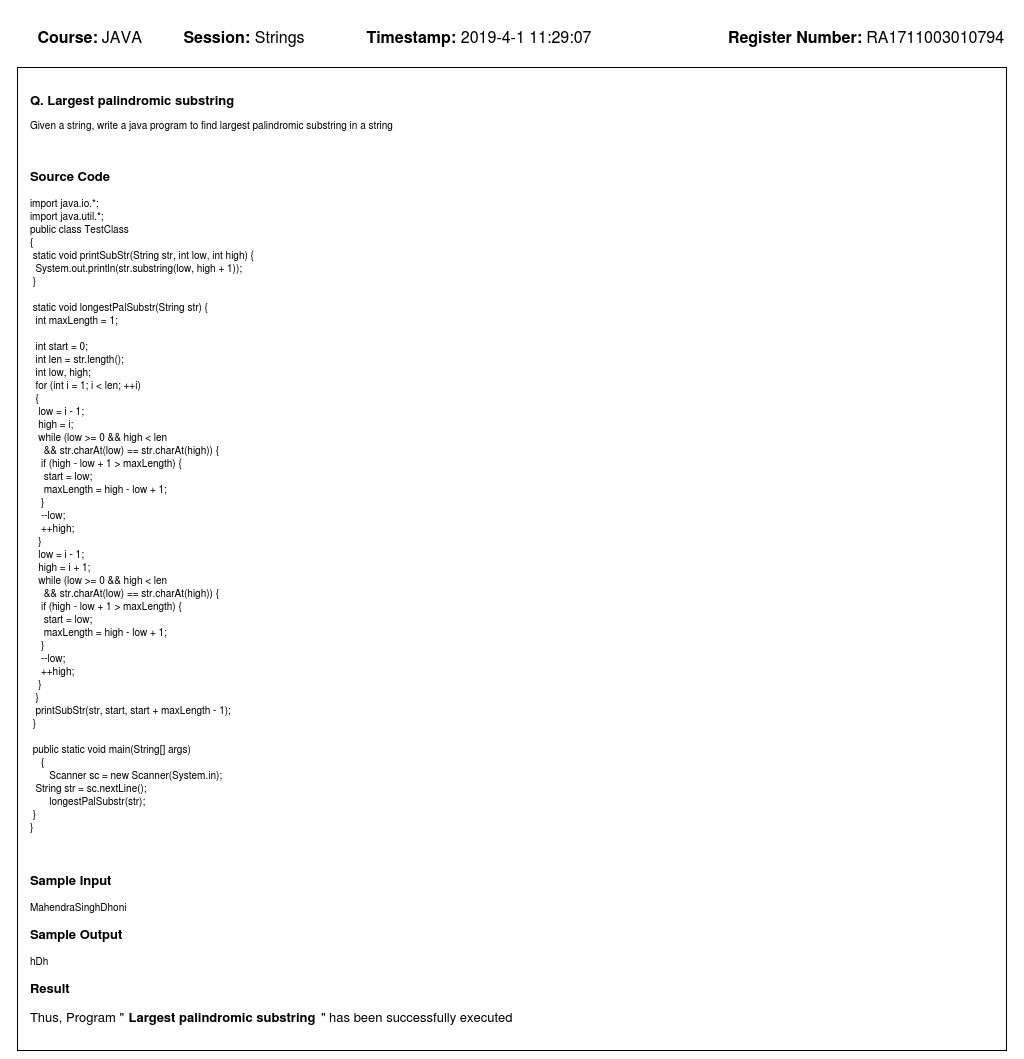 Course: JAVA Session: Strings Timestamp: 2019-4-1 11:29:07 Register Number: RA1711003010794
Q. Largest palindromic substring
Given a string, write a java program to find largest palindromic substring in a string
Source Code
import java.io.*;
import java.util.*;
public class TestClass
{
static void printSubStr(String str, int low, int high) {
System.out.println(str.substring(low, high + 1));
}
static void longestPalSubstr(String str) {
int maxLength = 1;
int start = 0;
int len = str.length();
int low, high;
for (int i = 1; i < len; ++i)
{
low = i - 1;
high = i;
while (low >= 0 && high < len
&& str.charAt(low) == str.charAt(high)) {
if (high - low + 1 > maxLength) {
start = low;
maxLength = high - low + 1;
}
--low;
++high;
}
low = i - 1;
high = i + 1;
while (low >= 0 && high < len
&& str.charAt(low) == str.charAt(high)) {
if (high - low + 1 > maxLength) {
start = low;
maxLength = high - low + 1;
}
--low;
++high;
}
}
printSubStr(str, start, start + maxLength - 1);
}
public static void main(String[] args)
{
Scanner sc = new Scanner(System.in);
String str = sc.nextLine();
longestPalSubstr(str);
}
}
Sample Input
MahendraSinghDhoni
Sample Output
hDh
Result
Thus, Program " Largest palindromic substring " has been successfully executed